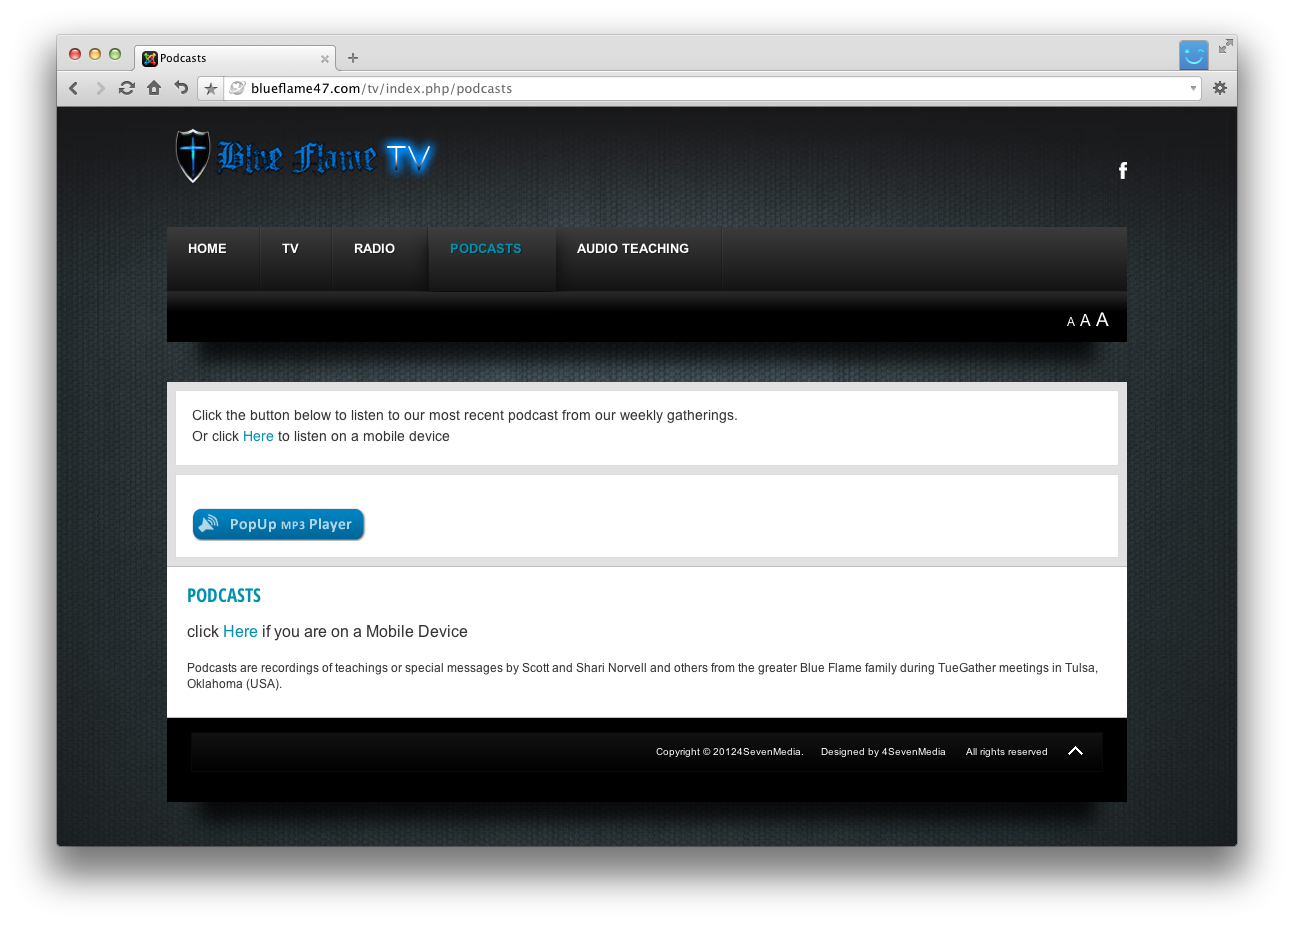 Podcasts
blueflame47.com/tv/index.php/podcasts
Blue Flame TV
f
HOME TV RADIO PODCASTS AUDIO TEACHING
A A A
Click the button below to listen to our most recent podcast from our weekly gatherings.
Or click Here to listen on a mobile device
PopUp MP3 Player
PODCASTS
click Here if you are on a Mobile Device
Podcasts are recordings of teachings or special messages by Scott and Shari Norvell and others from the greater Blue Flame family during TueGather meetings in Tulsa,
Oklahoma (USA).
Copyright © 20124SevenMedia. Designed by 4SevenMedia All rights reserved